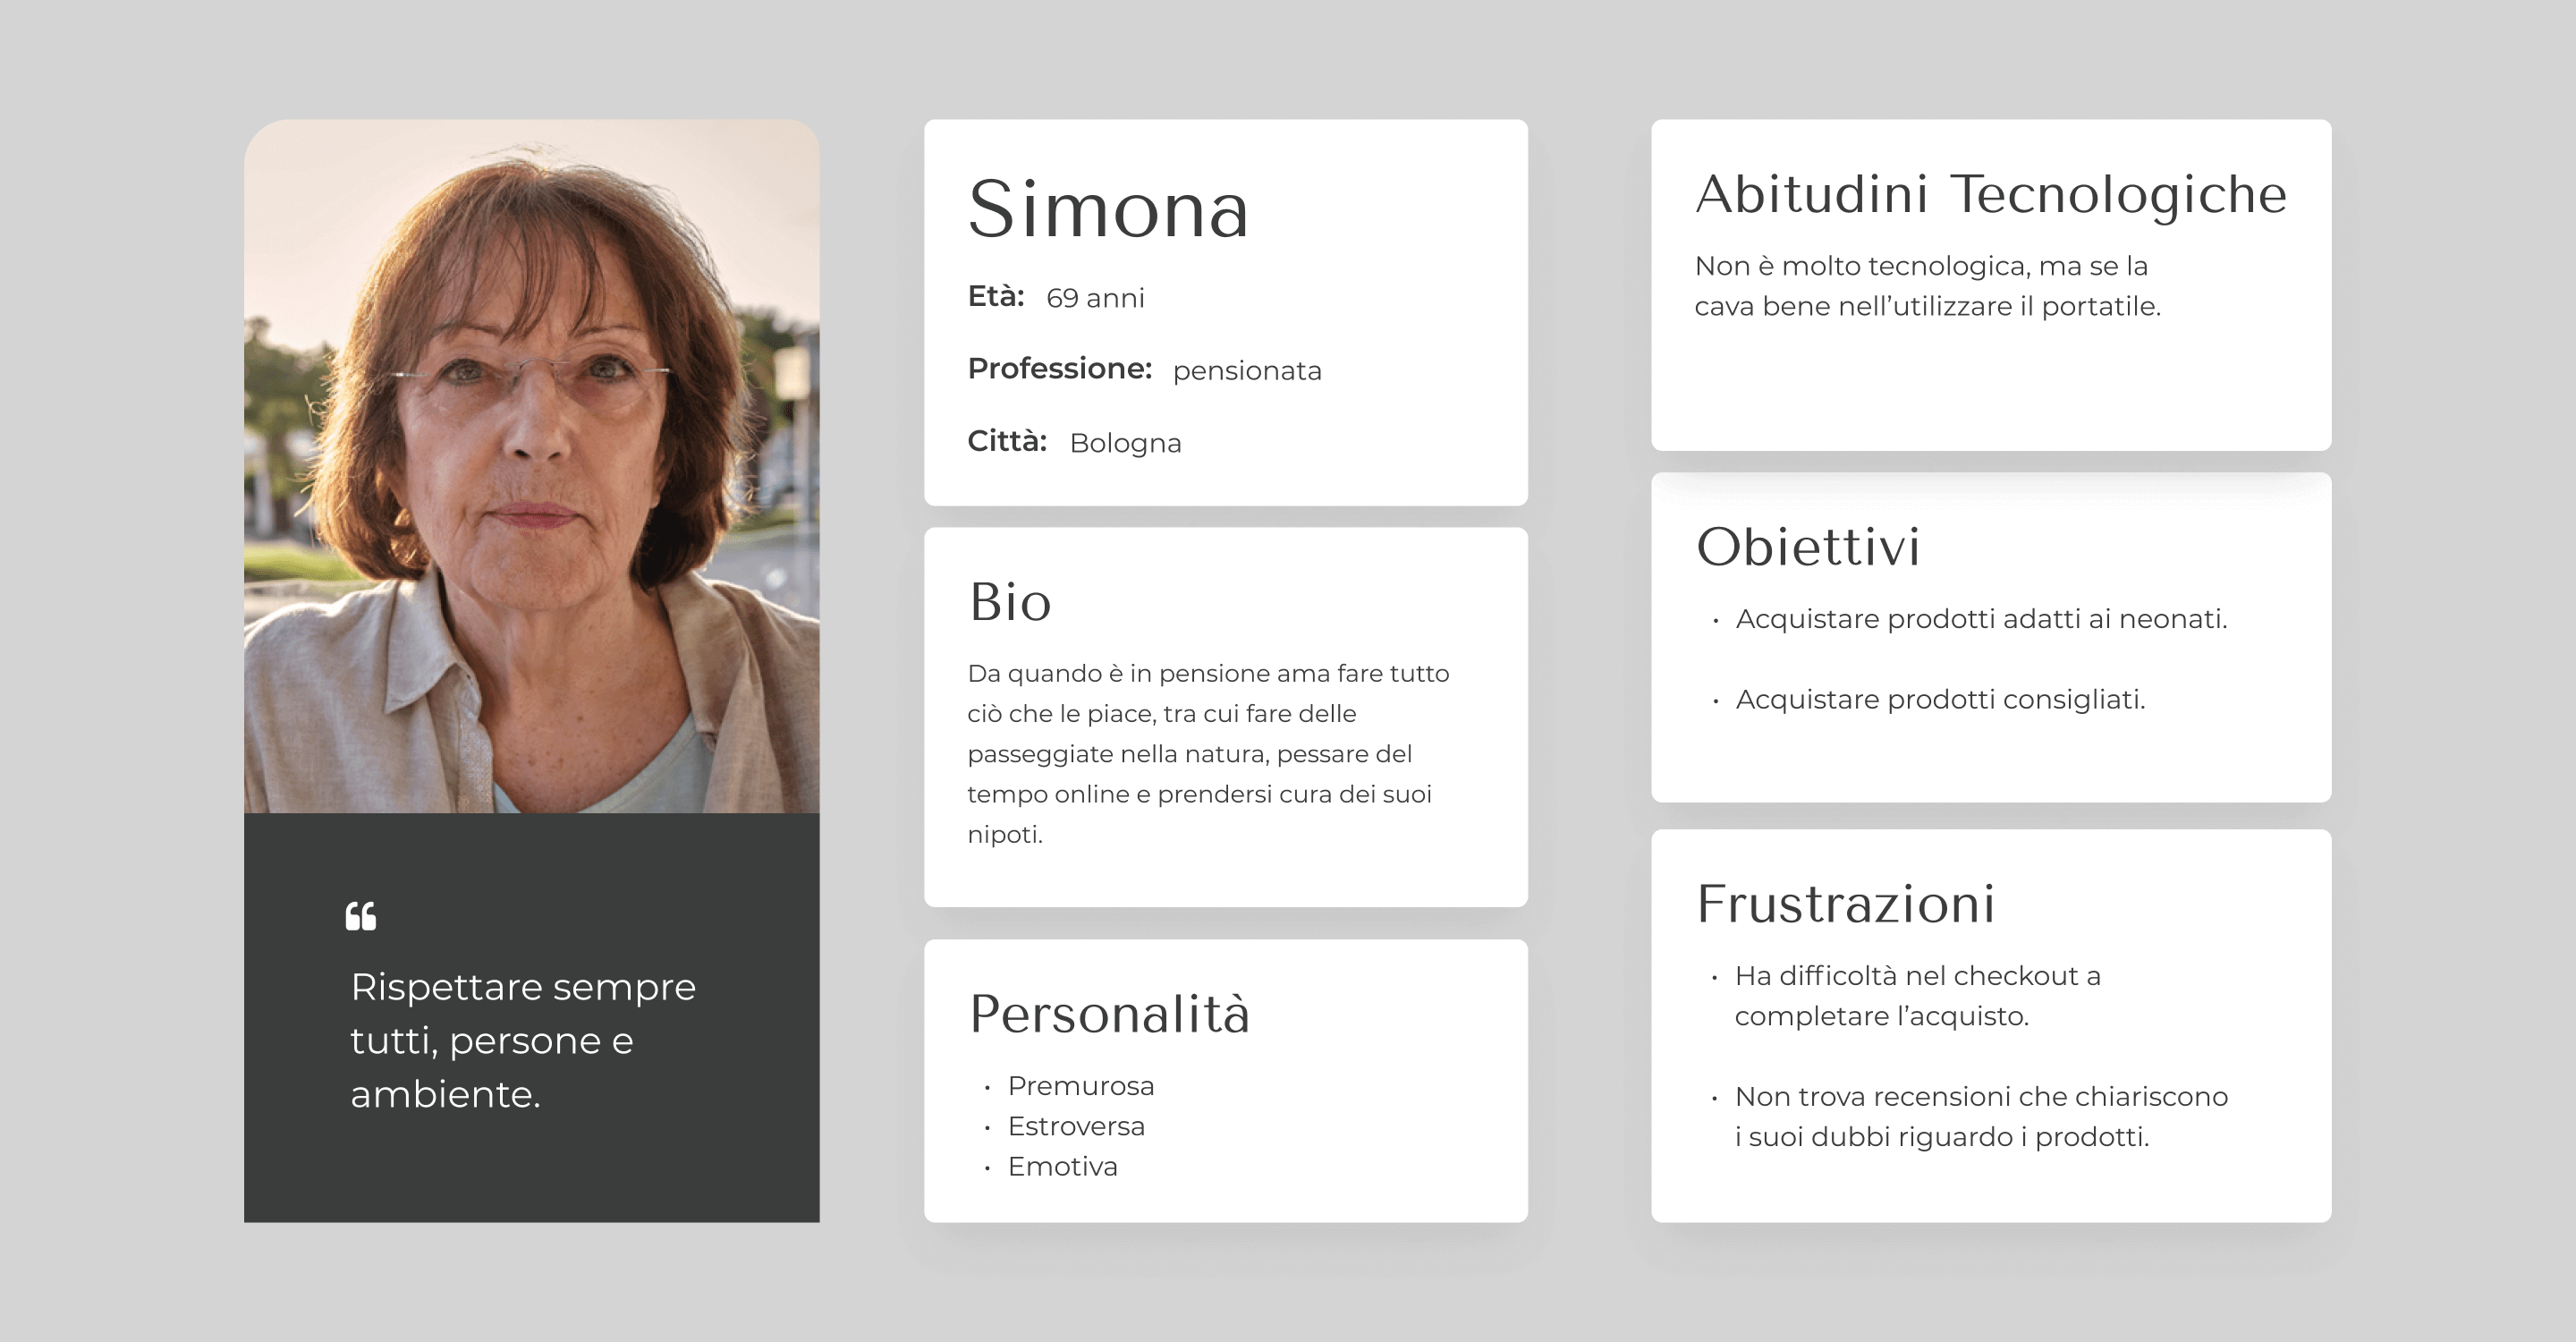 “
Rispettare sempre
tutti, persone e
ambiente.
Simona
Età: 69 anni
Professione: pensionata
Città: Bologna
Bio
Da quando è in pensione ama fare tutto
ciò che le piace, tra cui fare delle
passeggiate nella natura, pessare del
tempo online e prendersi cura dei suoi
nipoti.
Personalità
• Premurosa
• Estroversa
• Emotiva
Abitudini Tecnologiche
Non è molto tecnologica, ma se la
cava bene nell’utilizzare il portatile.
Obiettivi
• Acquistare prodotti adatti ai neonati.
• Acquistare prodotti consigliati.
Frustrazioni
• Ha difficoltà nel checkout a
completare l’acquisto.
• Non trova recensioni che chiariscono
i suoi dubbi riguardo i prodotti.